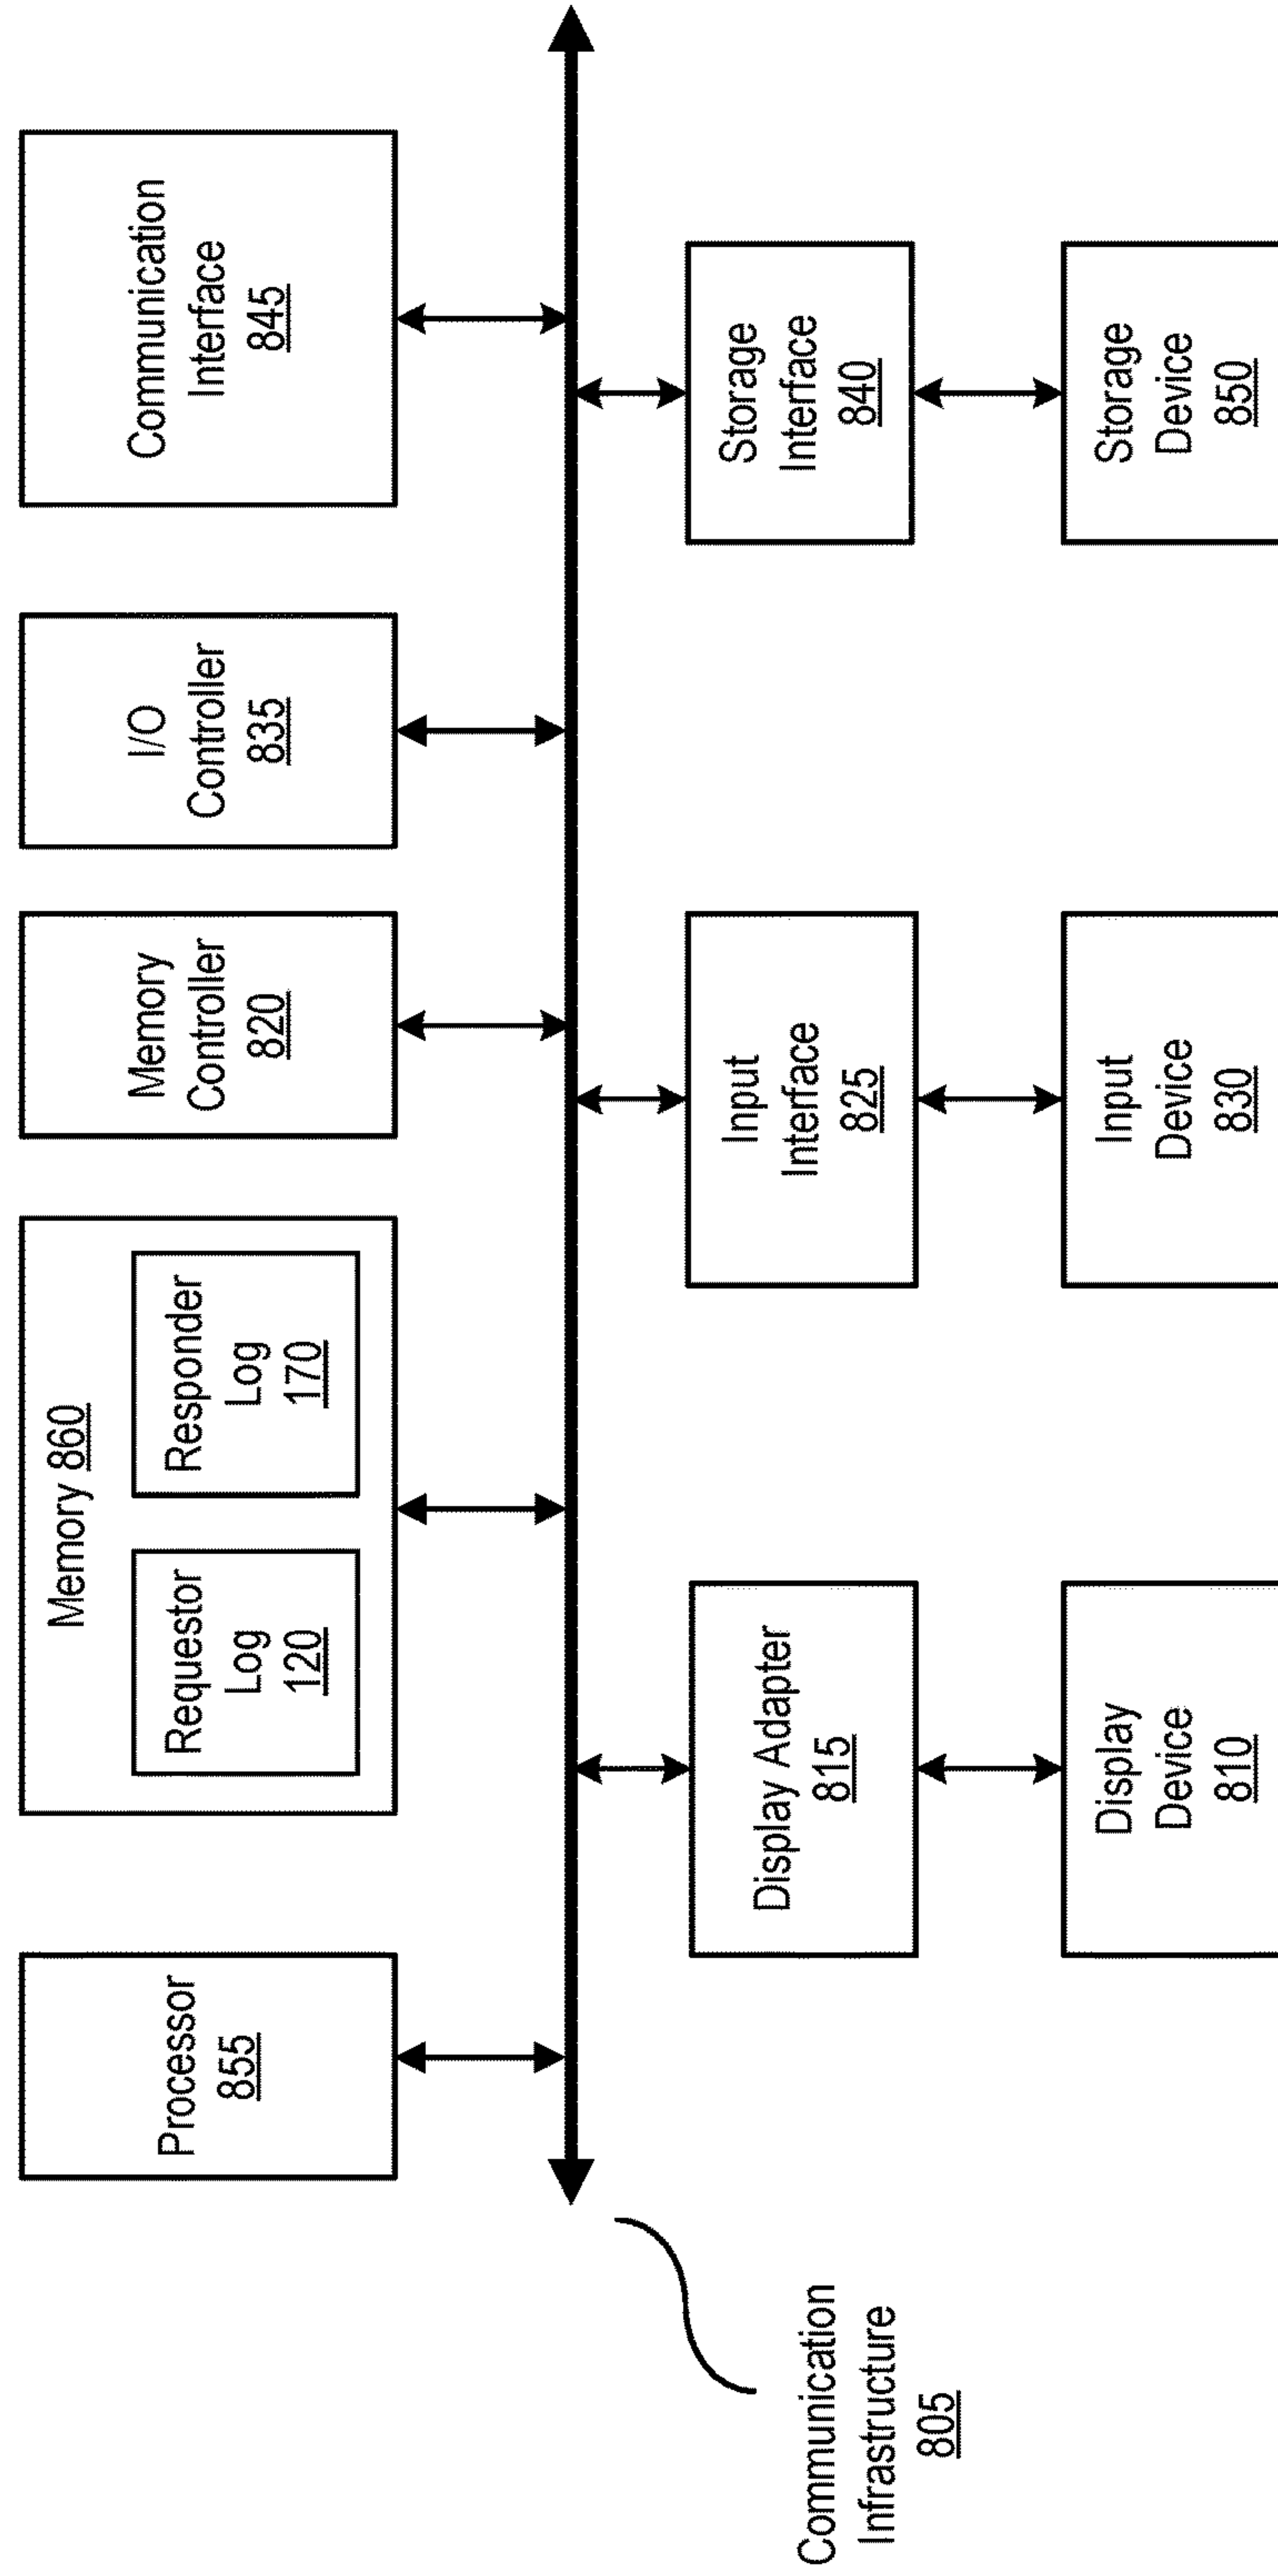 Processor
855
Memory 860
Requestor
Log
120
Responder
Log
170
Memory
Controller
820
I/O
Controller
835
Communication
Interface
845
Communication
Infrastructure
805
Display Adapter
815
Input
Interface
825
Storage
Interface
840
Display
Device
810
Input
Device
830
Storage
Device
850